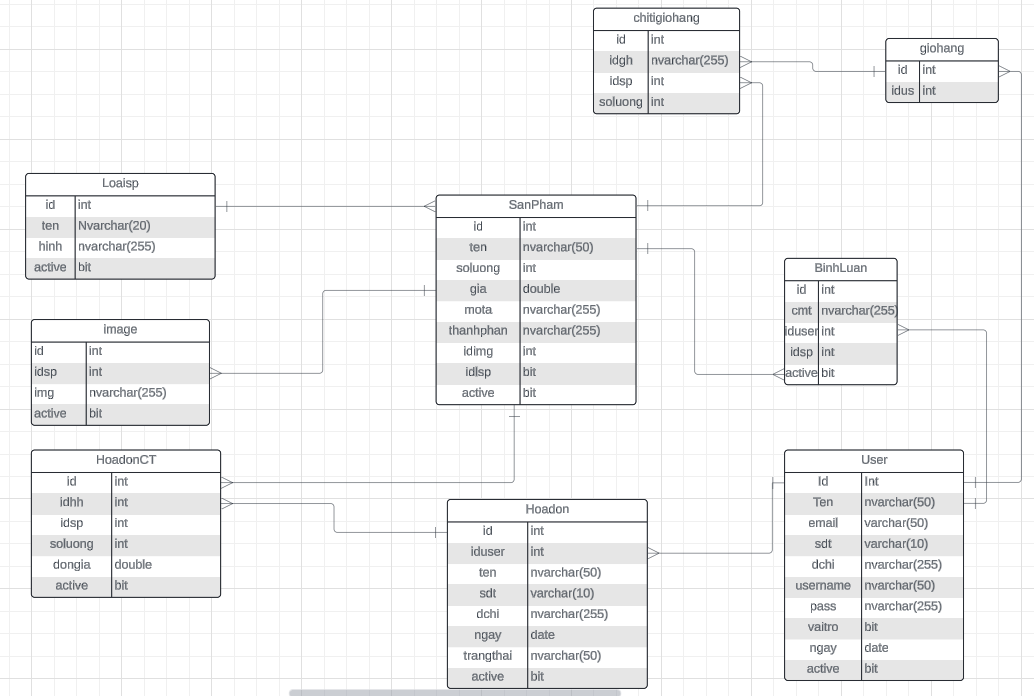 chitigiohang
id int
idgh nvarchar(255)
idsp int
soluong int
giohang
id int
idus int
Loaisp
id int
ten Nvarchar(20)
hinh nvarchar(255)
active bit
SanPham
id int
ten nvarchar(50)
soluong int
gia double
mota nvarchar(255)
thanhphan nvarchar(255)
idimg int
idlsp bit
active bit
BinhLuan
id int
cmt nvarchar(255)
iduser int
idsp int
active bit
image
id int
idsp int
img nvarchar(255)
active bit
HoadonCT
id int
idhh int
idsp int
soluong int
dongia double
active bit
Hoadon
id int
iduser int
ten nvarchar(50)
sdt varchar(10)
dchi nvarchar(255)
ngay date
trangthai nvarchar(50)
active bit
User
Id Int
Ten nvarchar(50)
email varchar(50)
sdt varchar(10)
dchi nvarchar(255)
username nvarchar(50)
pass nvarchar(255)
vaitro bit
ngay date
active bit